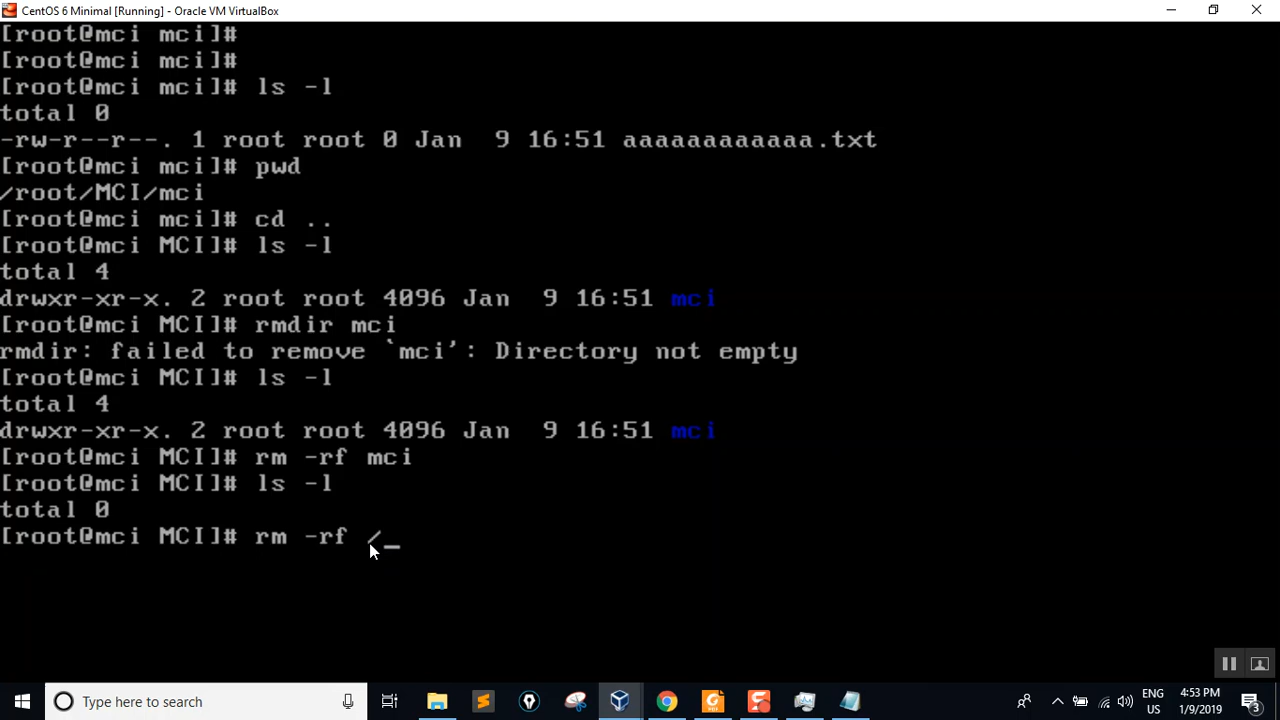 CentOS 6 Minimal [Running] - Oracle VM VirtualBox
[root@mci mci]#
[root@mci mci]#
[root@mci mci]# ls -l
total 0
-rw-r--r--. 1 root root 0 Jan  9 16:51 aaaaaaaaaaaa.txt
[root@mci mci]# pwd
/root/MCI/mci
[root@mci mci]# cd ..
[root@mci MCI]# ls -l
total 4
drwxr-xr-x. 2 root root 4096 Jan  9 16:51 mci
[root@mci MCI]# rmdir mci
rmdir: failed to remove `mci': Directory not empty
[root@mci MCI]# ls -l
total 4
drwxr-xr-x. 2 root root 4096 Jan  9 16:51 mci
[root@mci MCI]# rm -rf mci
[root@mci MCI]# ls -l
total 0
[root@mci MCI]# rm -rf /_
Type here to search
ENG
US
4:53 PM
1/9/2019
3